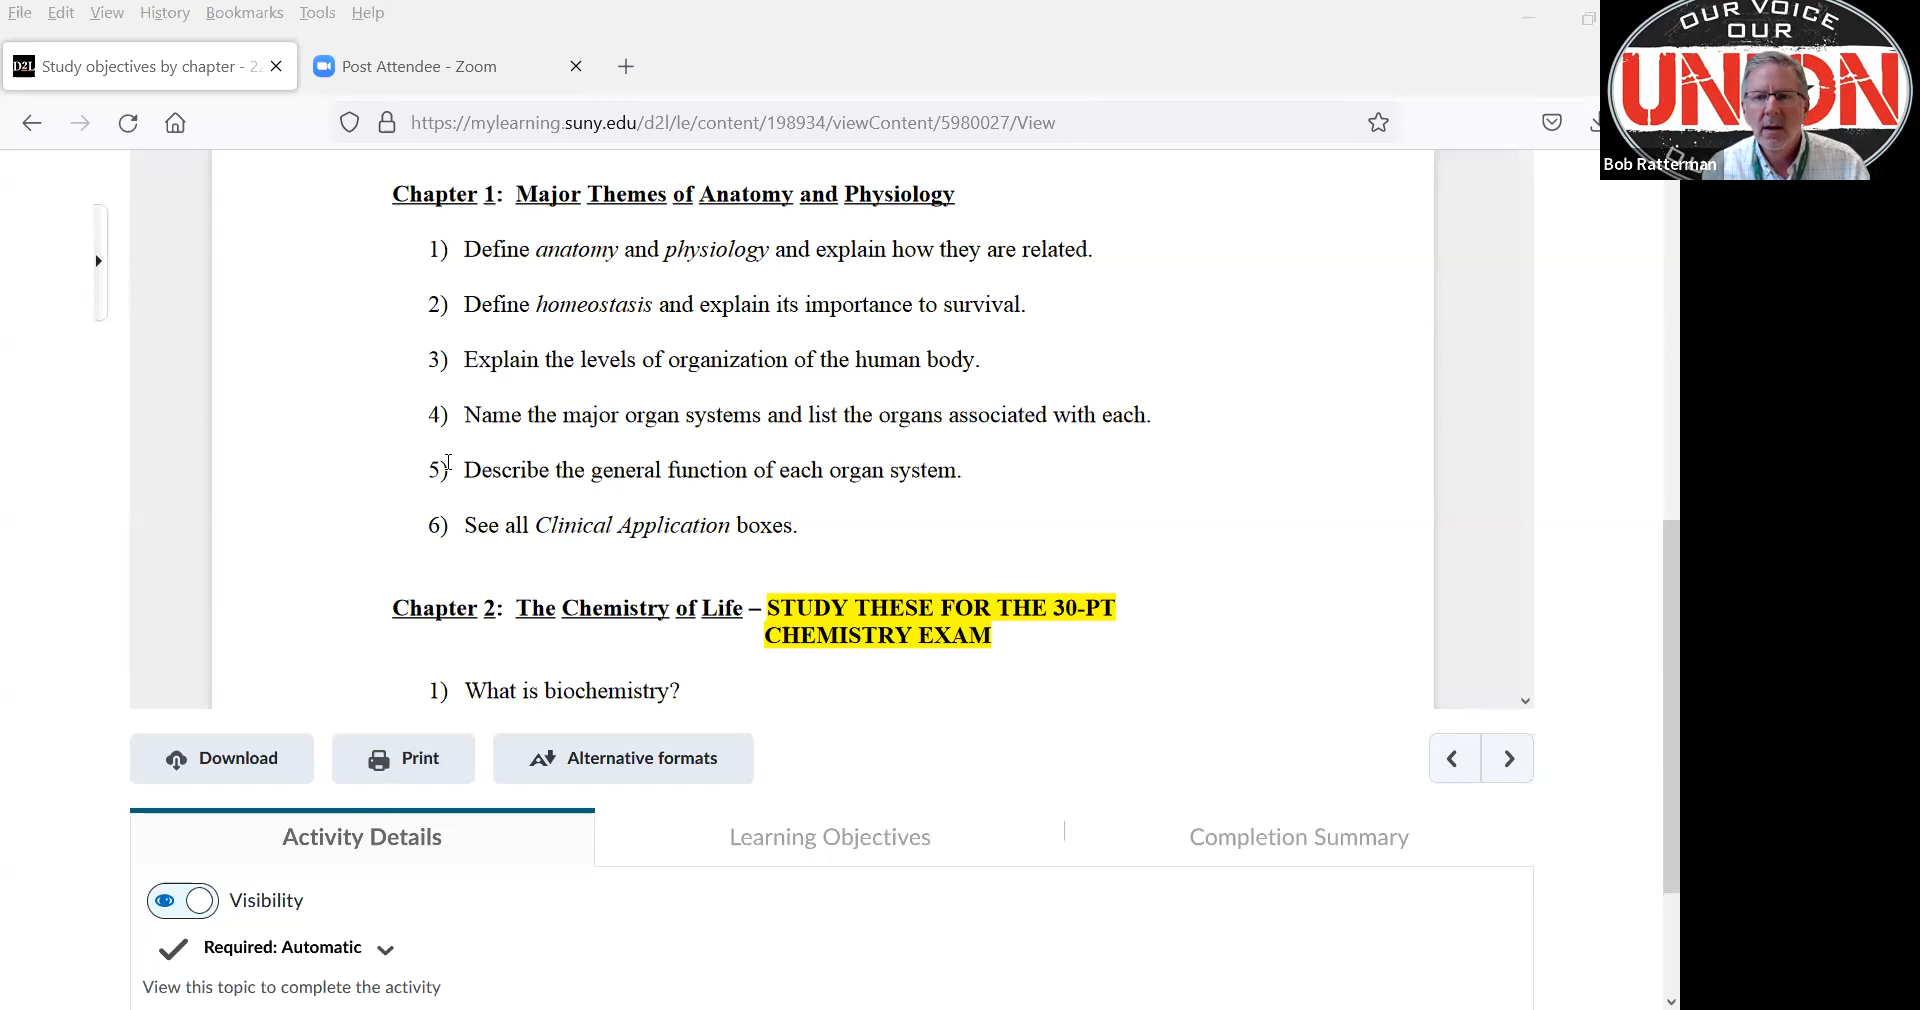 File Edit View History Bookmarks Tools Help
D2L Study objectives by chapter - 2
Post Attendee - Zoom
https://mylearning.suny.edu/d2l/le/content/198934/viewContent/5980027/View
OUR VOICE
OUR
UNION
Bob Ratterman
Chapter 1: Major Themes of Anatomy and Physiology
1) Define anatomy and physiology and explain how they are related.
2) Define homeostasis and explain its importance to survival.
3) Explain the levels of organization of the human body.
4) Name the major organ systems and list the organs associated with each.
5) Describe the general function of each organ system.
6) See all Clinical Application boxes.
Chapter 2: The Chemistry of Life – STUDY THESE FOR THE 30-PT
CHEMISTRY EXAM
1) What is biochemistry?
Download Print Alternative formats
Activity Details Learning Objectives Completion Summary
Visibility
Required: Automatic
View this topic to complete the activity